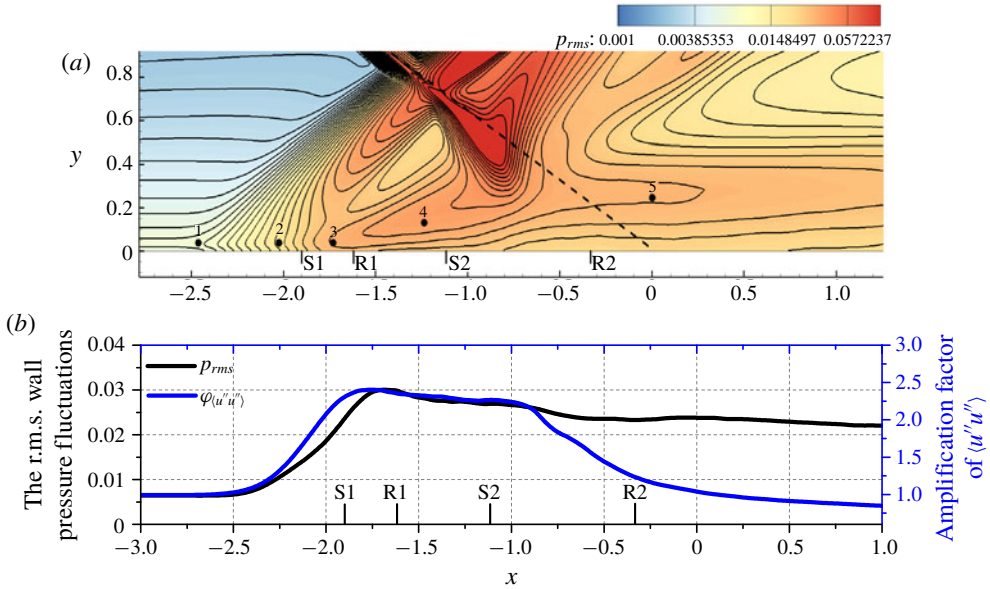 p_rms: 0.001 0.00385353 0.0148497 0.0572237
(a)
0.8
0.6
y
0.4
0.2
0
1 2 3 4 5
S1 R1 S2 R2
−2.5 −2.0 −1.5 −1.0 −0.5 0 0.5 1.0
(b)
The r.m.s. wall
pressure fluctuations
0.04
0.03
0.02
0.01
0
p_rms
φ⟨u″u″⟩
S1 R1 S2 R2
3.0
2.5
2.0
1.5
1.0
Amplification factor
of ⟨u″u″⟩
−3.0 −2.5 −2.0 −1.5 −1.0 −0.5 0 0.5 1.0
x